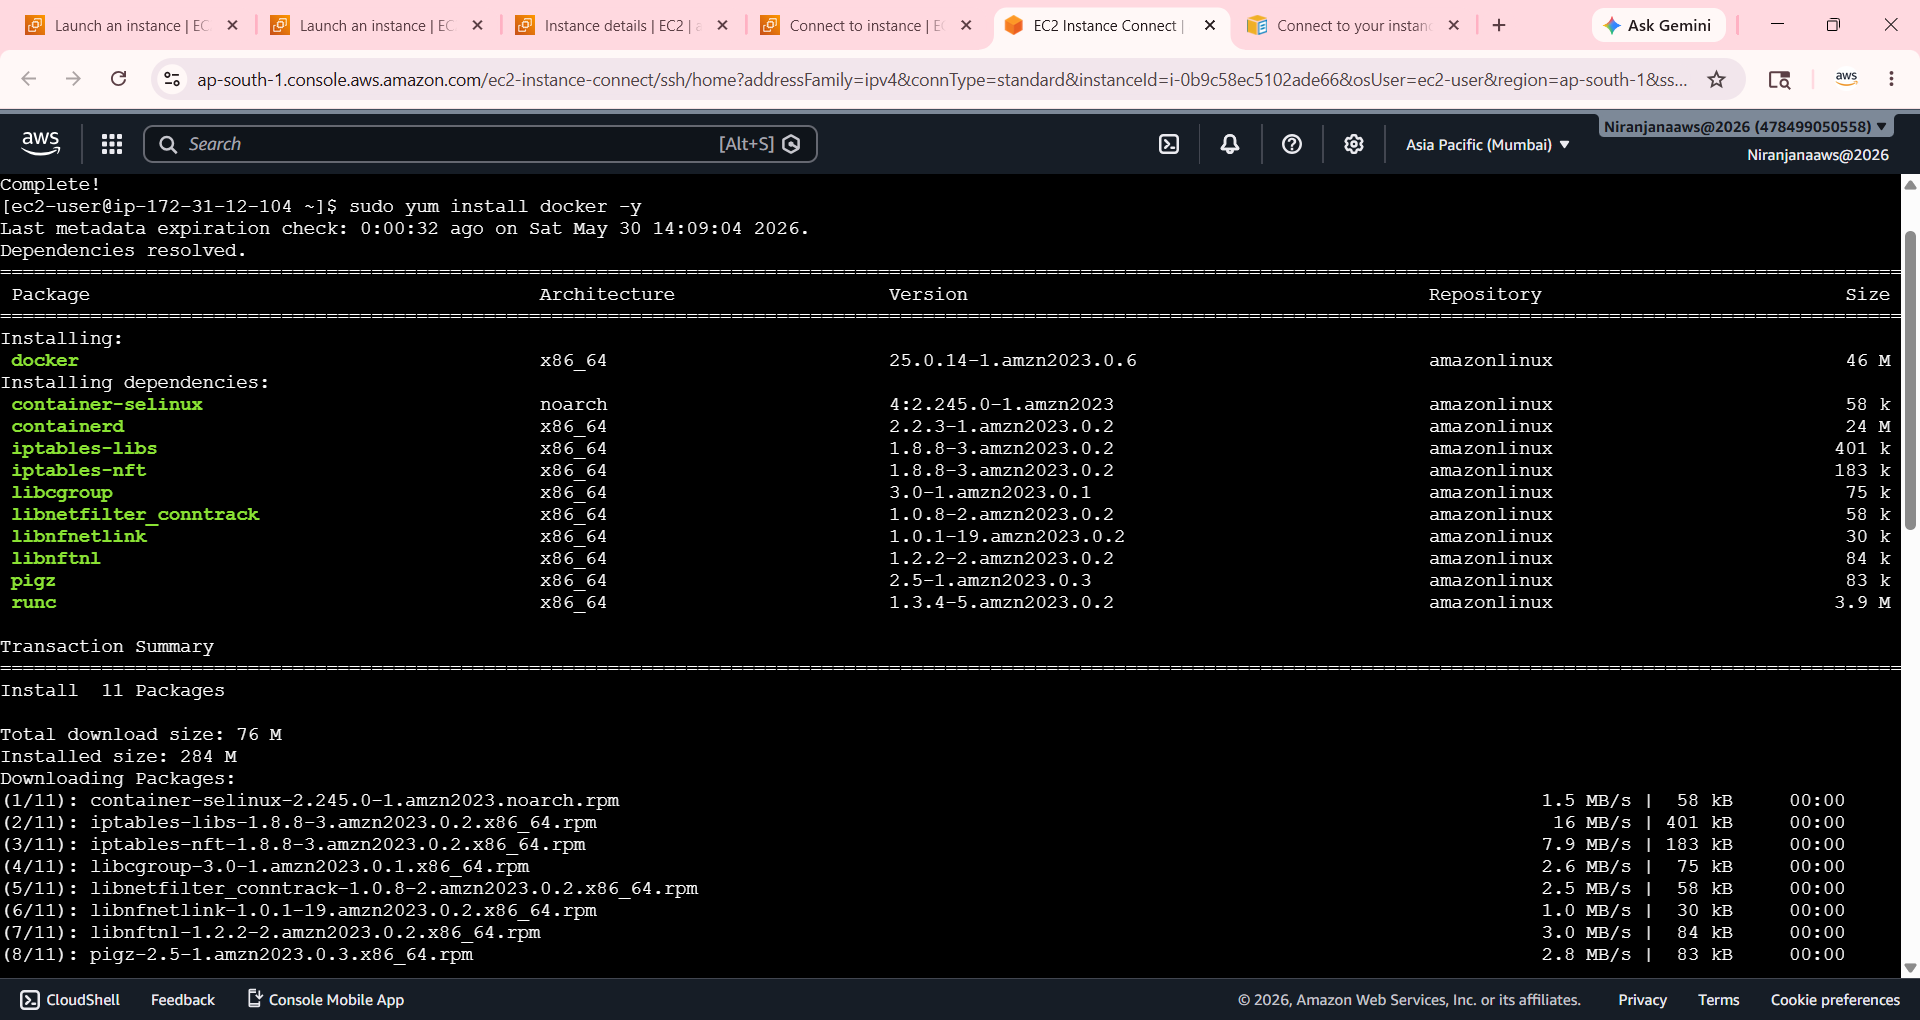 Launch an instance | EC
Launch an instance | EC
Instance details | EC2 | a
Connect to instance | EC
EC2 Instance Connect |
Connect to your instanc
Ask Gemini
ap-south-1.console.aws.amazon.com/ec2-instance-connect/ssh/home?addressFamily=ipv4&connType=standard&instanceId=i-0b9c58ec5102ade66&osUser=ec2-user&region=ap-south-1&ss...
aws
aws
Search
[Alt+S]
Asia Pacific (Mumbai)
Niranjanaaws@2026 (478499050558)
Niranjanaaws@2026
Complete!
[ec2-user@ip-172-31-12-104 ~]$ sudo yum install docker -y
Last metadata expiration check: 0:00:32 ago on Sat May 30 14:09:04 2026.
Dependencies resolved.
Package Architecture Version Repository Size
Installing:
docker x86_64 25.0.14-1.amzn2023.0.6 amazonlinux 46 M
Installing dependencies:
container-selinux noarch 4:2.245.0-1.amzn2023 amazonlinux 58 k
containerd x86_64 2.2.3-1.amzn2023.0.2 amazonlinux 24 M
iptables-libs x86_64 1.8.8-3.amzn2023.0.2 amazonlinux 401 k
iptables-nft x86_64 1.8.8-3.amzn2023.0.2 amazonlinux 183 k
libcgroup x86_64 3.0-1.amzn2023.0.1 amazonlinux 75 k
libnetfilter_conntrack x86_64 1.0.8-2.amzn2023.0.2 amazonlinux 58 k
libnfnetlink x86_64 1.0.1-19.amzn2023.0.2 amazonlinux 30 k
libnftnl x86_64 1.2.2-2.amzn2023.0.2 amazonlinux 84 k
pigz x86_64 2.5-1.amzn2023.0.3 amazonlinux 83 k
runc x86_64 1.3.4-5.amzn2023.0.2 amazonlinux 3.9 M
Transaction Summary
Install 11 Packages
Total download size: 76 M
Installed size: 284 M
Downloading Packages:
(1/11): container-selinux-2.245.0-1.amzn2023.noarch.rpm 1.5 MB/s | 58 kB 00:00
(2/11): iptables-libs-1.8.8-3.amzn2023.0.2.x86_64.rpm 16 MB/s | 401 kB 00:00
(3/11): iptables-nft-1.8.8-3.amzn2023.0.2.x86_64.rpm 7.9 MB/s | 183 kB 00:00
(4/11): libcgroup-3.0-1.amzn2023.0.1.x86_64.rpm 2.6 MB/s | 75 kB 00:00
(5/11): libnetfilter_conntrack-1.0.8-2.amzn2023.0.2.x86_64.rpm 2.5 MB/s | 58 kB 00:00
(6/11): libnfnetlink-1.0.1-19.amzn2023.0.2.x86_64.rpm 1.0 MB/s | 30 kB 00:00
(7/11): libnftnl-1.2.2-2.amzn2023.0.2.x86_64.rpm 3.0 MB/s | 84 kB 00:00
(8/11): pigz-2.5-1.amzn2023.0.3.x86_64.rpm 2.8 MB/s | 83 kB 00:00
CloudShell Feedback Console Mobile App © 2026, Amazon Web Services, Inc. or its affiliates. Privacy Terms Cookie preferences